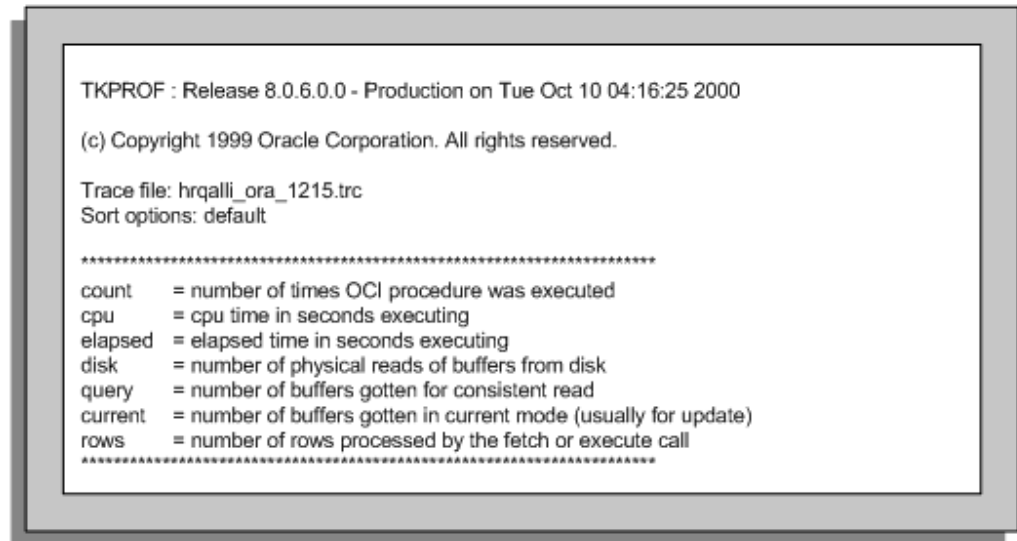 TKPROF : Release 8.0.6.0.0 - Production on Tue Oct 10 04:16:25 2000
(c) Copyright 1999 Oracle Corporation. All rights reserved.
Trace file: hrqalli_ora_1215.trc
Sort options: default
************************************************************************
count = number of times OCI procedure was executed
cpu = cpu time in seconds executing
elapsed = elapsed time in seconds executing
disk = number of physical reads of buffers from disk
query = number of buffers gotten for consistent read
current = number of buffers gotten in current mode (usually for update)
rows = number of rows processed by the fetch or execute call
************************************************************************